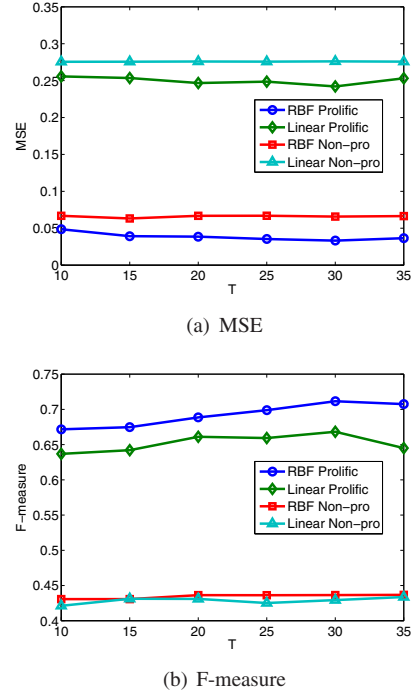 0.35
0.3
0.25
0.2
0.15
0.1
0.05
0
MSE
RBF Prolific
Linear Prolific
RBF Non-pro
Linear Non-pro
10 15 20 25 30 35
T
(a) MSE
0.75
0.7
0.65
0.6
0.55
0.5
0.45
0.4
F-measure
RBF Prolific
Linear Prolific
RBF Non-pro
Linear Non-pro
10 15 20 25 30 35
T
(b) F-measure